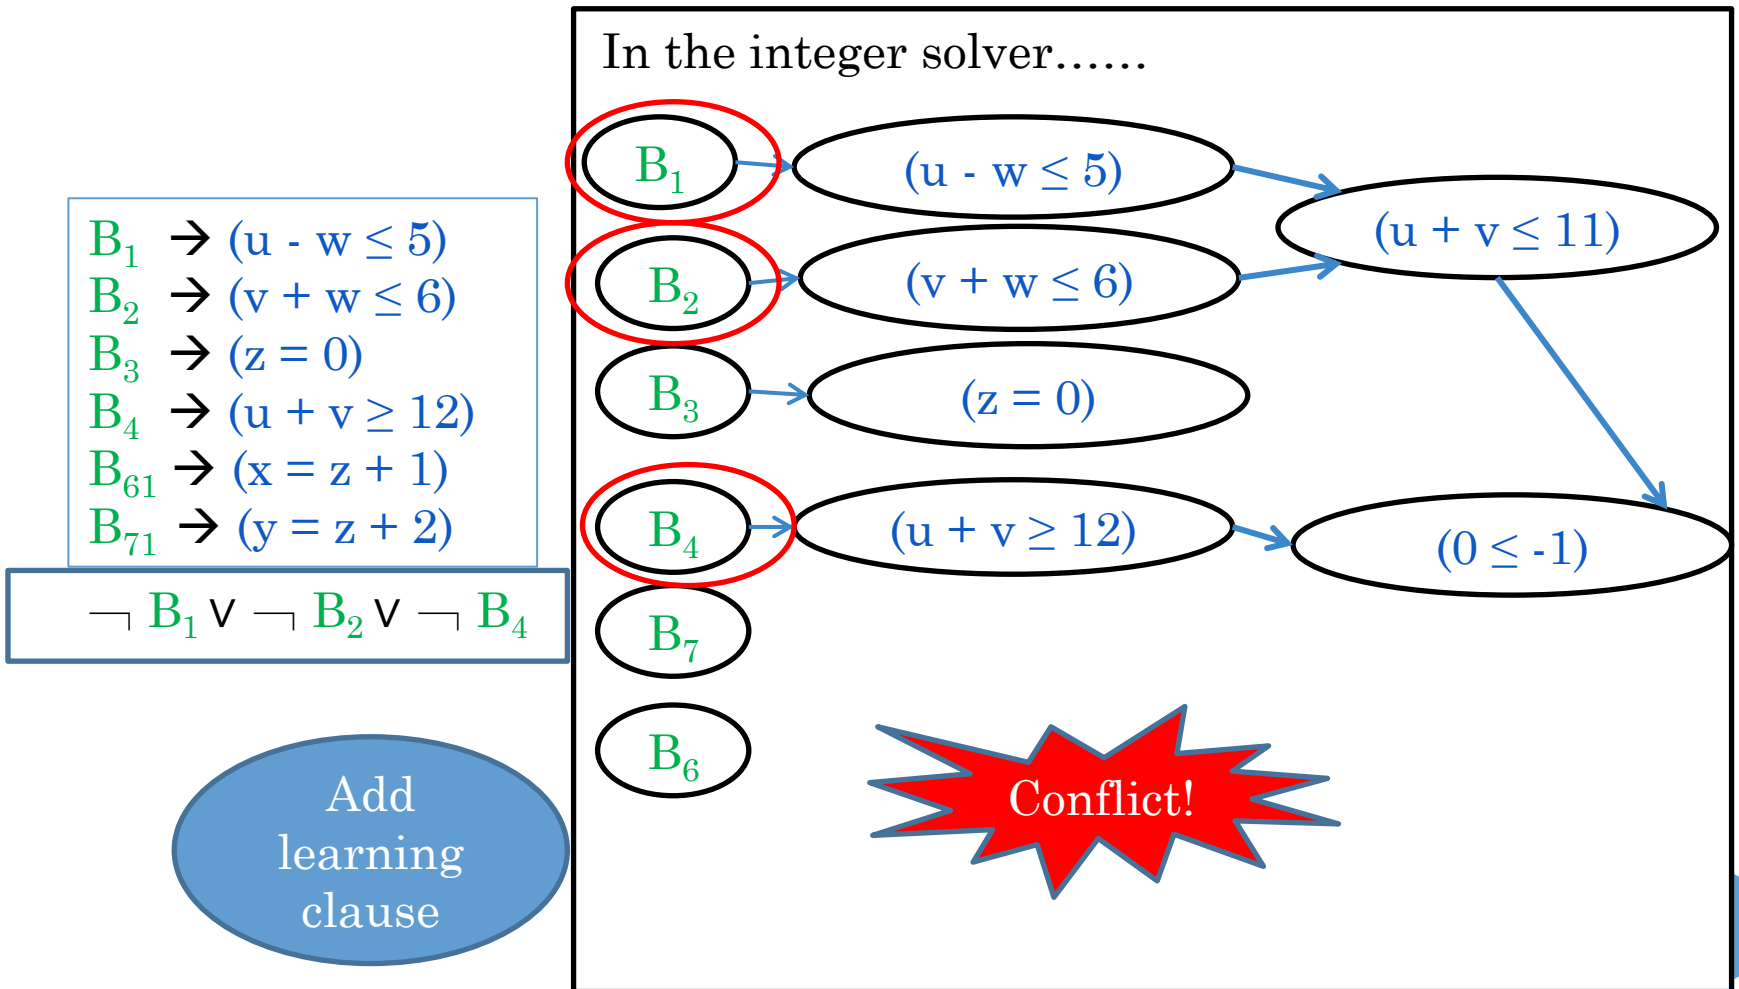 In the integer solver......
B₁ → (u - w ≤ 5)
B₂ → (v + w ≤ 6)
B₃ → (z = 0)
B₄ → (u + v ≥ 12)
B₆₁ → (x = z + 1)
B₇₁ → (y = z + 2)
¬ B₁ ∨ ¬ B₂ ∨ ¬ B₄
Add
learning
clause
B₁ (u - w ≤ 5)
(u + v ≤ 11)
B₂ (v + w ≤ 6)
B₃ (z = 0)
B₄ (u + v ≥ 12) (0 ≤ -1)
B₇
B₆
Conflict!